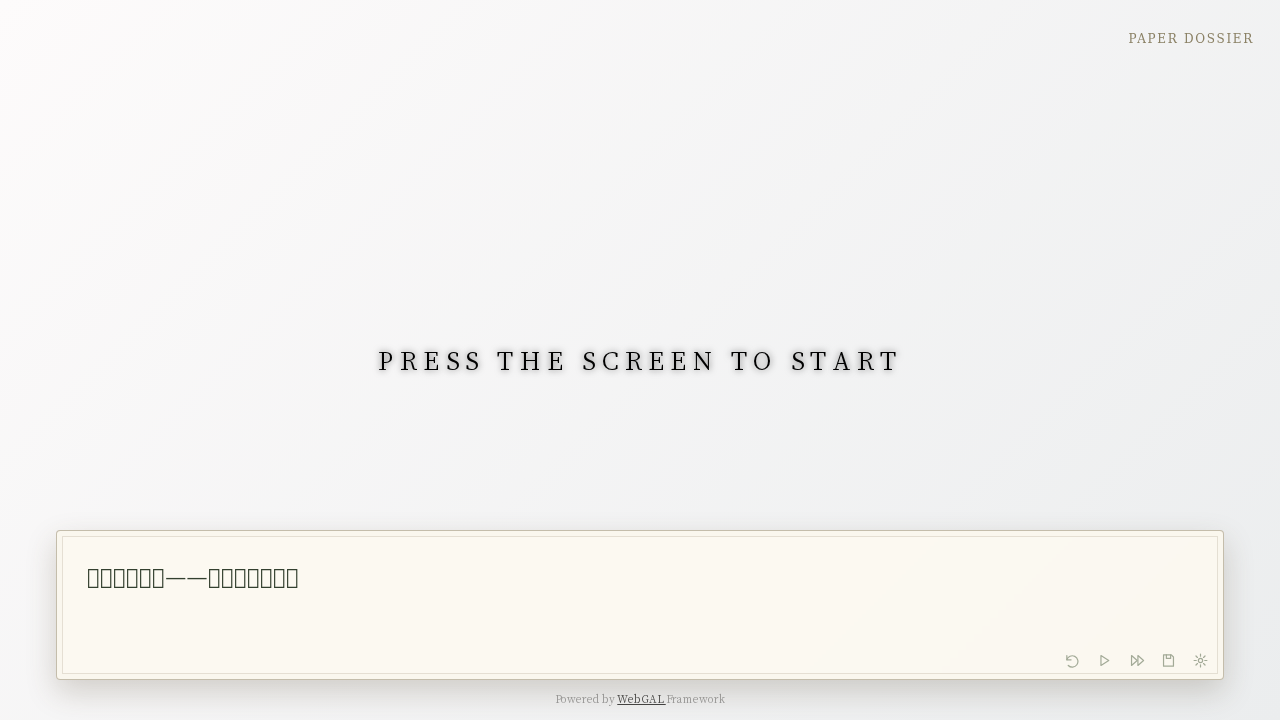 PAPER DOSSIER
PRESS THE SCREEN TO START
Powered by WebGAL Framework